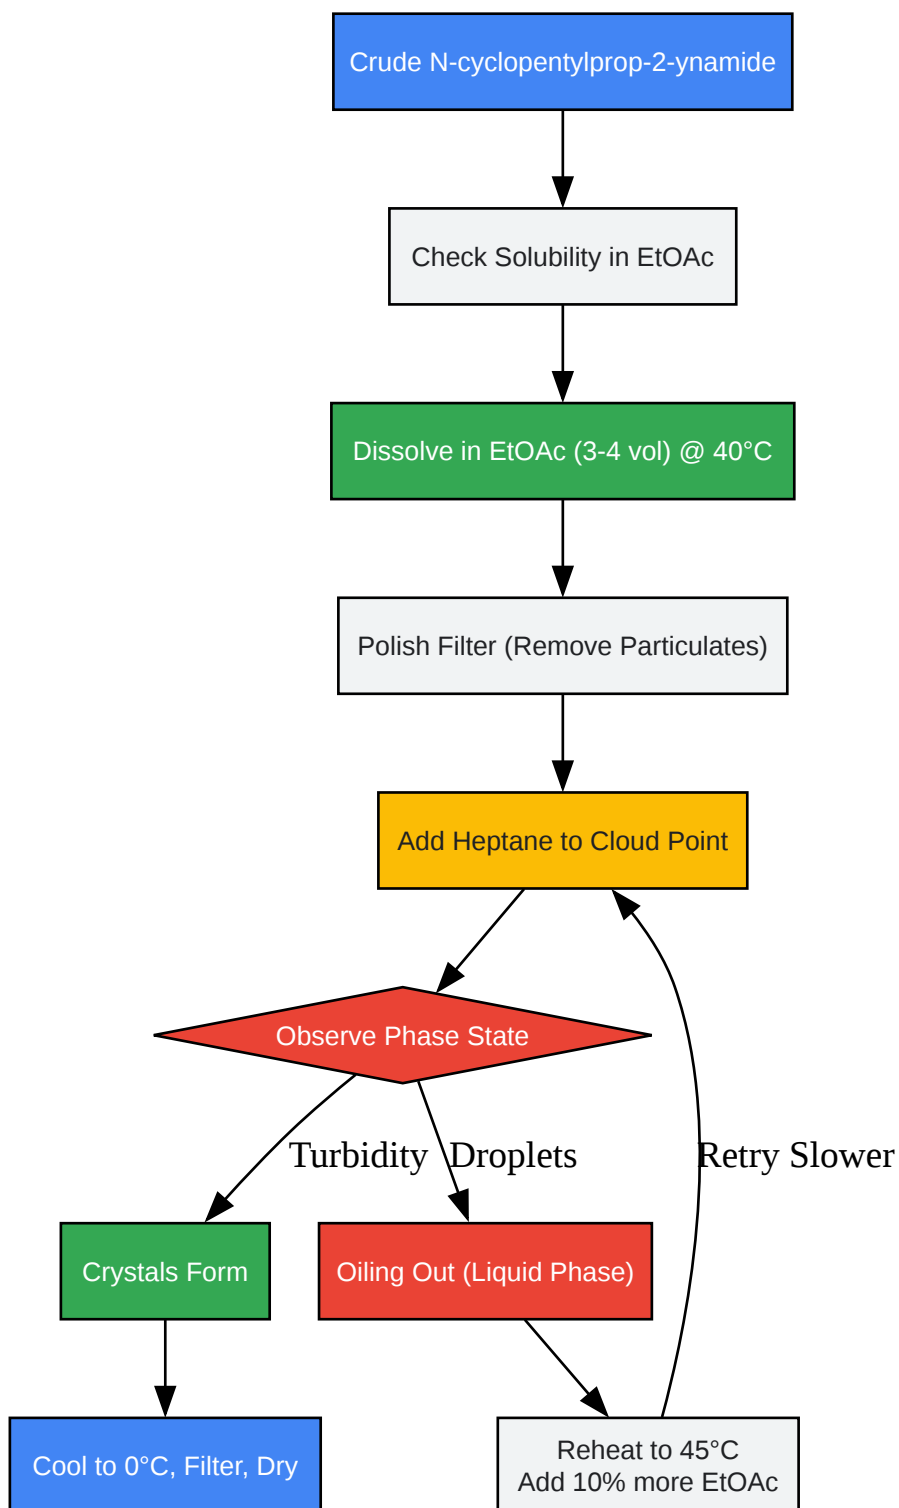 Crude N-cyclopentylprop-2-ynamide
Check Solubility in EtOAc
Dissolve in EtOAc (3-4 vol) @ 40°C
Polish Filter (Remove Particulates)
Add Heptane to Cloud Point
Observe Phase State
Turbidity
Droplets
Retry Slower
Crystals Form
Oiling Out (Liquid Phase)
Cool to 0°C, Filter, Dry
Reheat to 45°C
Add 10% more EtOAc